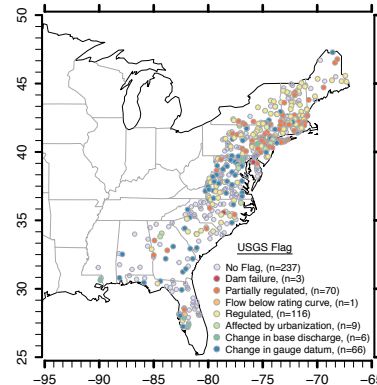 50
45
40
35
30
25
USGS Flag
No Flag, (n=237)
Dam failure, (n=3)
Partially regulated, (n=70)
Flow below rating curve, (n=1)
Regulated, (n=116)
Affected by urbanization, (n=9)
Change in base discharge, (n=6)
Change in gauge datum, (n=66)
−95 −90 −85 −80 −75 −70 −65